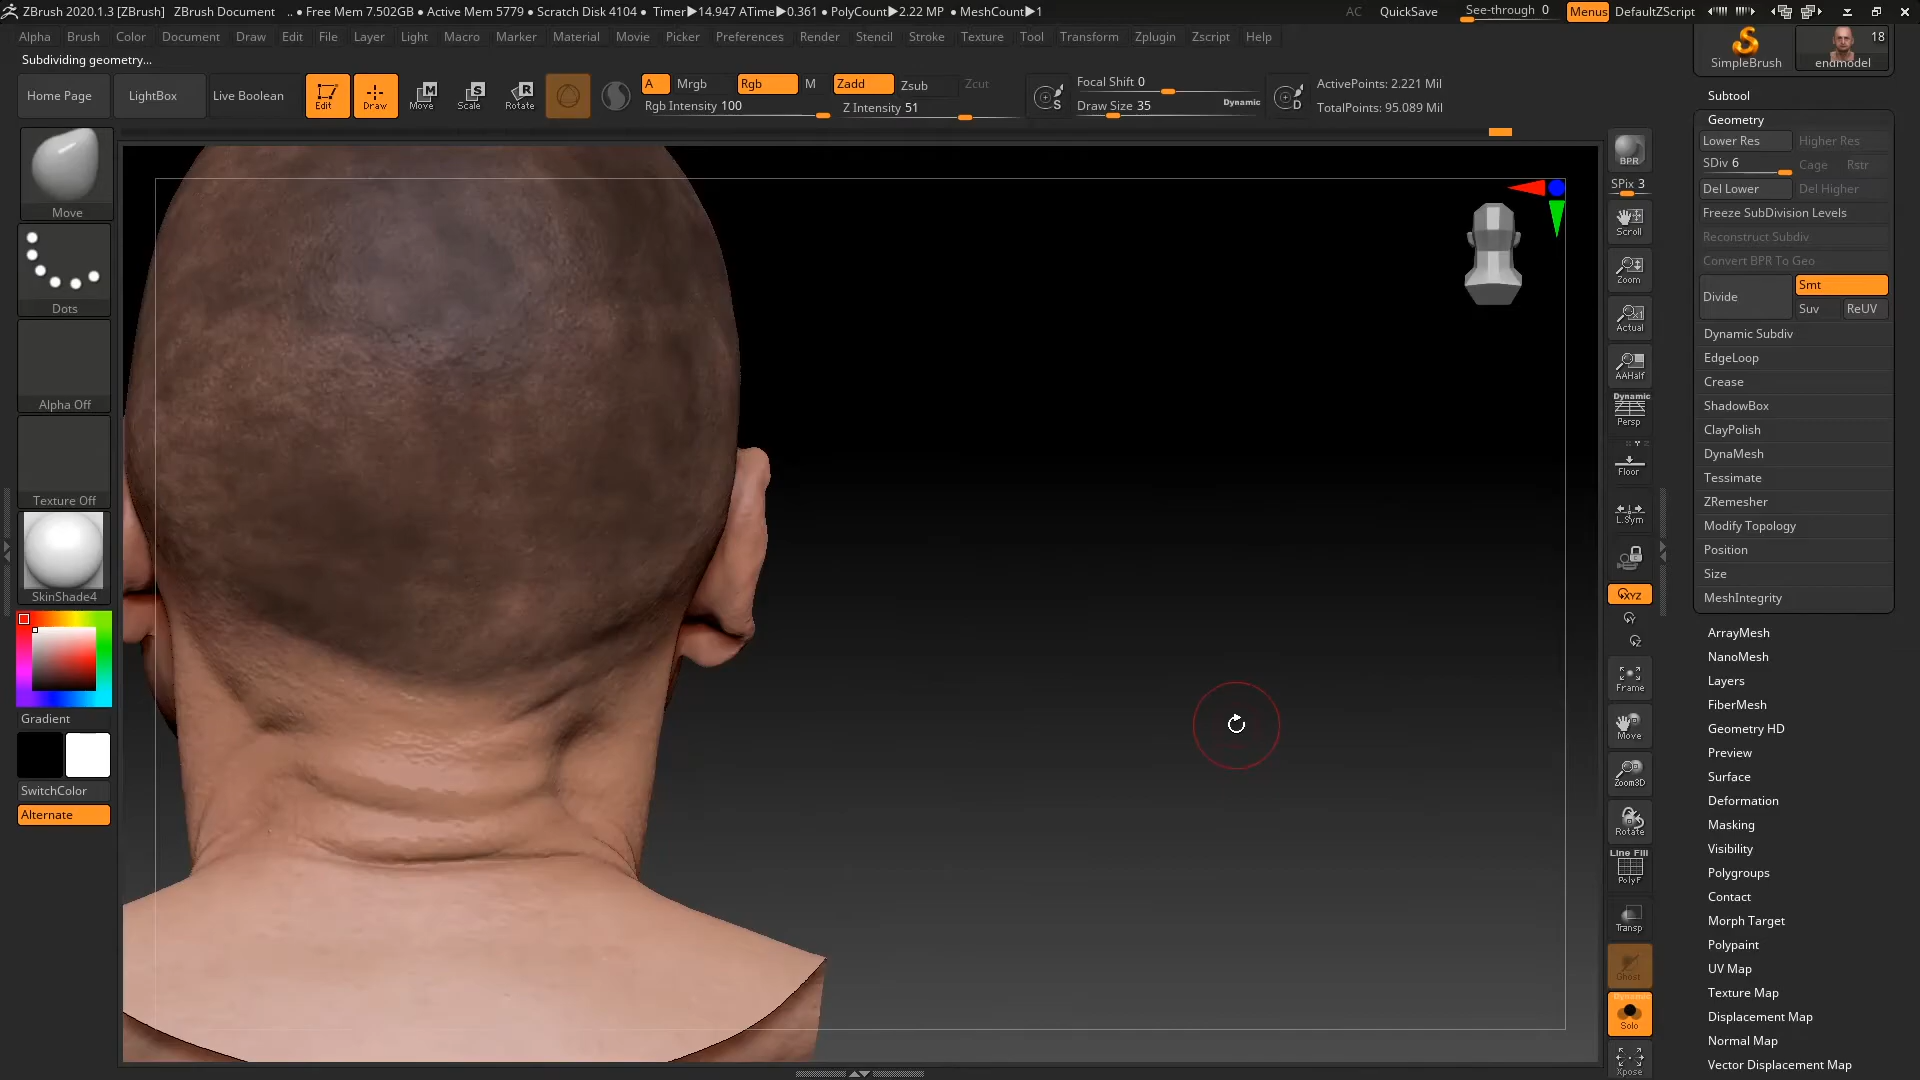 ZBrush 2020.1.3 [ZBrush] ZBrush Document .. ● Free Mem 7.502GB ● Active Mem 5779 ● Scratch Disk 4104 ● Timer▶14.947 ATime▶0.361 ● PolyCount▶2.22 MP ● MeshCount▶1 AC QuickSave See-through 0 Menus DefaultZScript
Alpha Brush Color Document Draw Edit File Layer Light Macro Marker Material Movie Picker Preferences Render Stencil Stroke Texture Tool Transform Zplugin Zscript Help
Subdividing geometry...
Home Page LightBox Live Boolean Edit Draw Move Scale Rotate
A Mrgb Rgb M Zadd Zsub Zcut
Rgb Intensity 100 Z Intensity 51
S Focal Shift 0
Draw Size 35 Dynamic D
ActivePoints: 2.221 Mil
TotalPoints: 95.089 Mil
Move
Dots
Alpha Off
Texture Off
SkinShade4
Gradient
SwitchColor
Alternate
BPR
SPix 3
Scroll
Zoom
Actual
AAHalf
Dynamic
Persp
Floor
L.Sym
XYZ
Y
Z
Frame
Move
Zoom3D
Rotate
Line Fill
PolyF
Transp
Ghost
Dynamic
Solo
Xpose
18
SimpleBrush endmodel
Subtool
Geometry
Lower Res Higher Res
SDiv 6 Cage Rstr
Del Lower Del Higher
Freeze SubDivision Levels
Reconstruct Subdiv
Convert BPR To Geo
Divide Smt
Suv ReUV
Dynamic Subdiv
EdgeLoop
Crease
ShadowBox
ClayPolish
DynaMesh
Tessimate
ZRemesher
Modify Topology
Position
Size
MeshIntegrity
ArrayMesh
NanoMesh
Layers
FiberMesh
Geometry HD
Preview
Surface
Deformation
Masking
Visibility
Polygroups
Contact
Morph Target
Polypaint
UV Map
Texture Map
Displacement Map
Normal Map
Vector Displacement Map